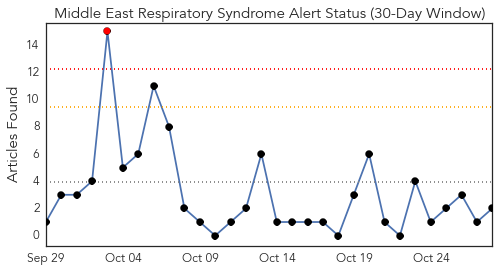 Middle East Respiratory Syndrome Alert Status (30-Day Window)
Articles Found
14
12
10
8
6
4
2
0
Sep 29 Oct 04 Oct 09 Oct 14 Oct 19 Oct 24